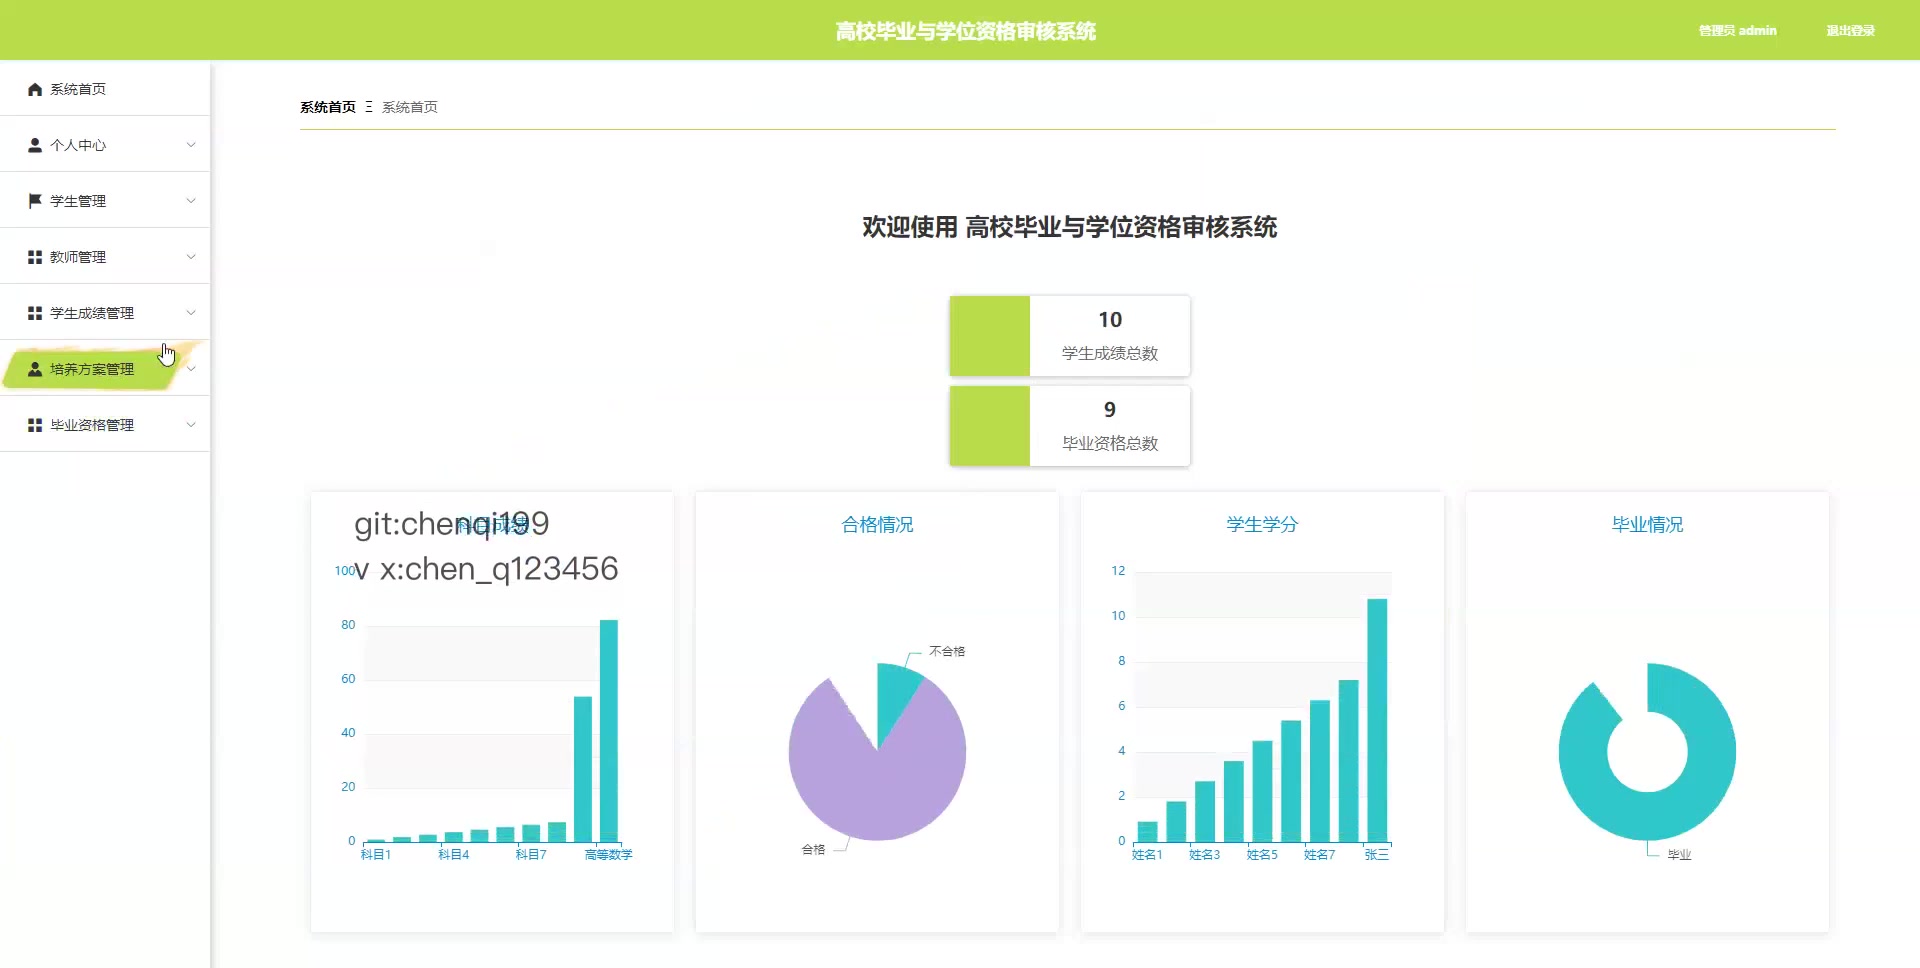 高校毕业与学位资格审核系统
管理员 admin
退出登录
系统首页
个人中心
学生管理
教师管理
学生成绩管理
培养方案管理
毕业资格管理
系统首页 Ξ 系统首页
欢迎使用 高校毕业与学位资格审核系统
10
学生成绩总数
9
毕业资格总数
科目成绩
git:chenqi199
v x:chen_q123456
100
80
60
40
20
0
科目1 科目4 科目7 高等数学
合格情况
不合格
合格
学生学分
12
10
8
6
4
2
0
姓名1 姓名3 姓名5 姓名7 张三
毕业情况
毕业